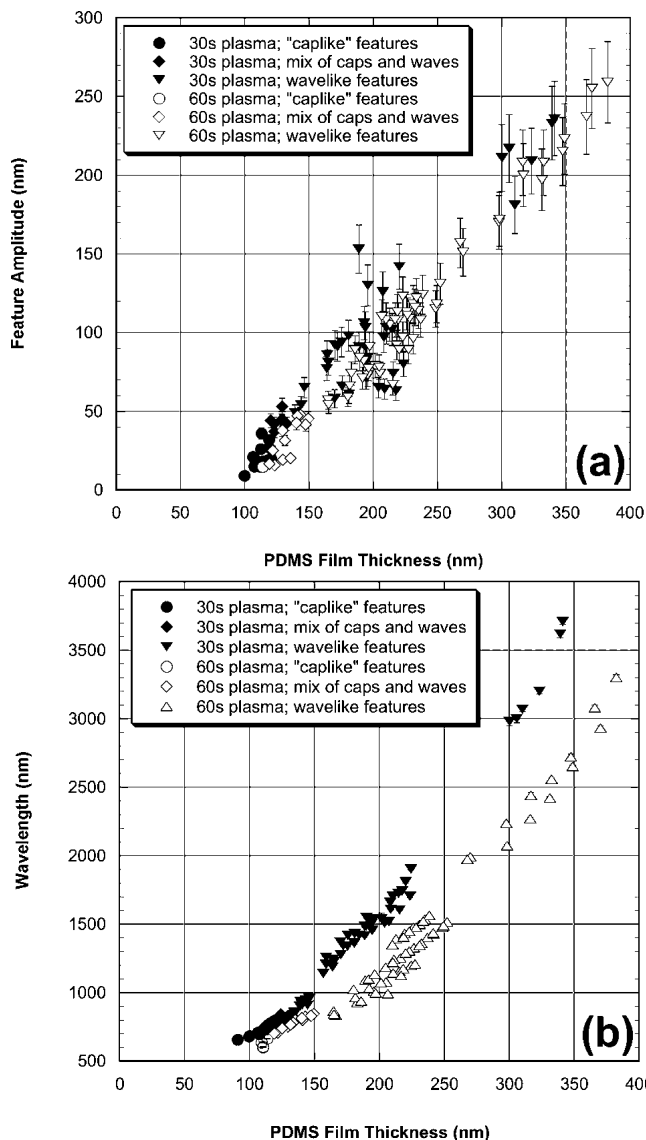 30s plasma; "caplike" features
30s plasma; mix of caps and waves
30s plasma; wavelike features
60s plasma; "caplike" features
60s plasma; mix of caps and waves
60s plasma; wavelike features
Feature Amplitude (nm)
300
250
200
150
100
50
0
(a)
0 50 100 150 200 250 300 350 400
PDMS Film Thickness (nm)
30s plasma; "caplike" features
30s plasma; mix of caps and waves
30s plasma; wavelike features
60s plasma; "caplike" features
60s plasma; mix of caps and waves
60s plasma; wavelike features
Wavelength (nm)
4000
3500
3000
2500
2000
1500
1000
500
(b)
0 50 100 150 200 250 300 350 400
PDMS Film Thickness (nm)